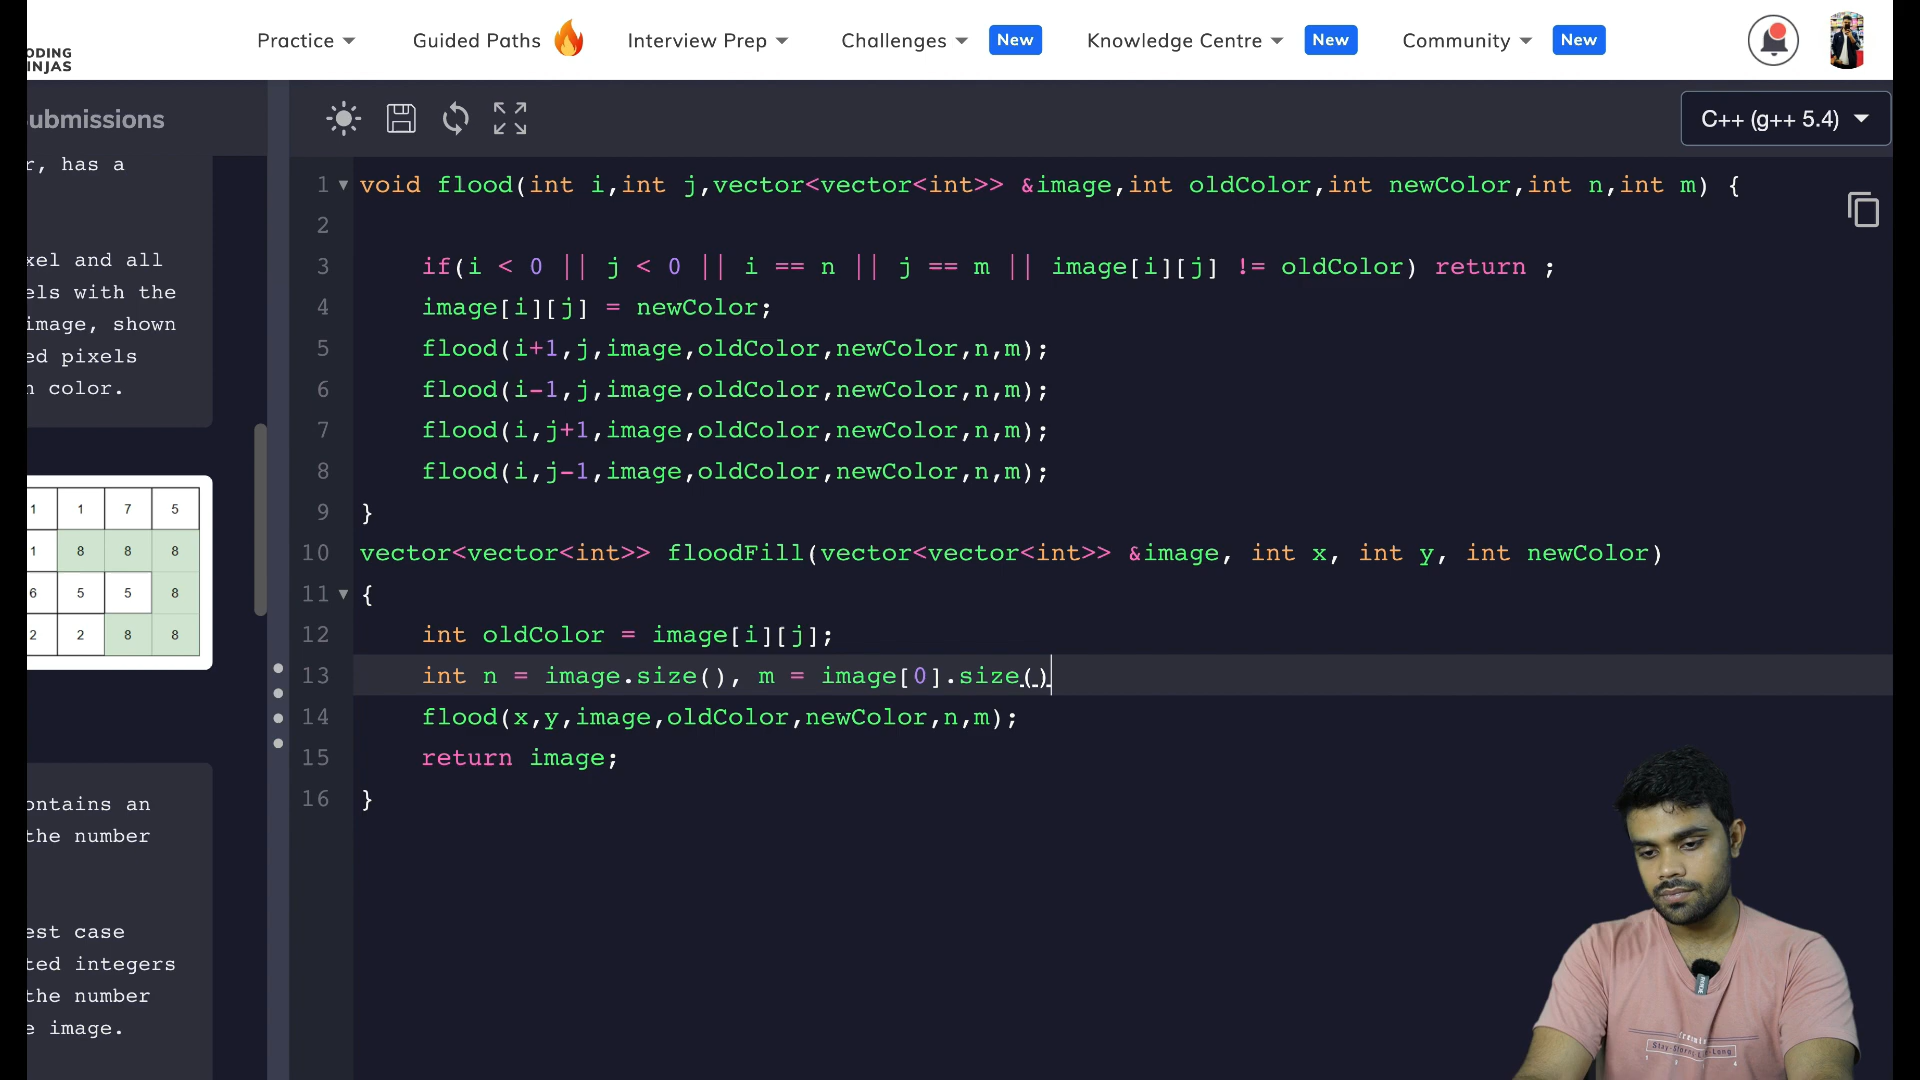 Practice
Guided Paths
Interview Prep
Challenges
New
Knowledge Centre
New
Community
New
ODING
INJAS
ubmissions
C++ (g++ 5.4)
r, has a
xel and all
els with the
image, shown
ed pixels
n color.
1 1 7 5
1 8 8 8
6 5 5 8
2 2 8 8
ontains an
the number
est case
ted integers
the number
e image.
1 void flood(int i,int j,vector<vector<int>> &image,int oldColor,int newColor,int n,int m) {
2
3 if(i < 0 || j < 0 || i == n || j == m || image[i][j] != oldColor) return ;
4 image[i][j] = newColor;
5 flood(i+1,j,image,oldColor,newColor,n,m);
6 flood(i-1,j,image,oldColor,newColor,n,m);
7 flood(i,j+1,image,oldColor,newColor,n,m);
8 flood(i,j-1,image,oldColor,newColor,n,m);
9 }
10 vector<vector<int>> floodFill(vector<vector<int>> &image, int x, int y, int newColor)
11 {
12 int oldColor = image[i][j];
13 int n = image.size(), m = image[0].size()
14 flood(x,y,image,oldColor,newColor,n,m);
15 return image;
16 }